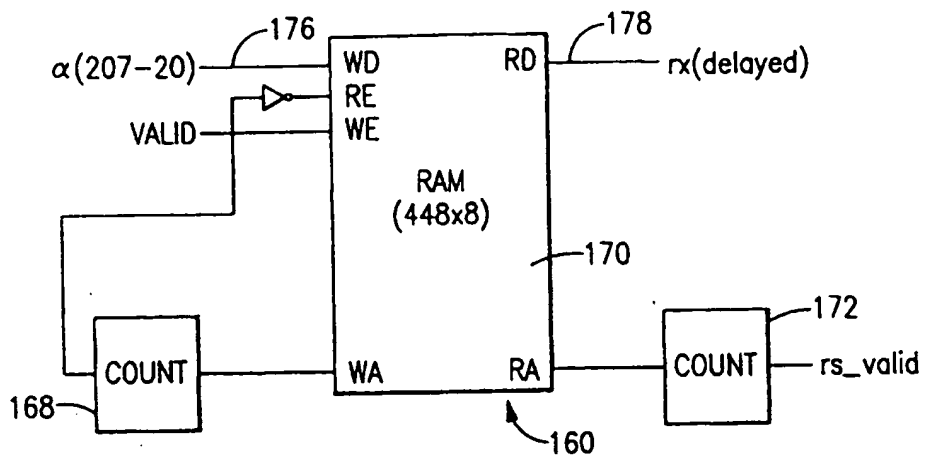 176
178
α(207-20)
WD
RD
rx(delayed)
RE
VALID
WE
RAM
(448x8)
170
172
COUNT
WA
RA
COUNT
rs_valid
168
160